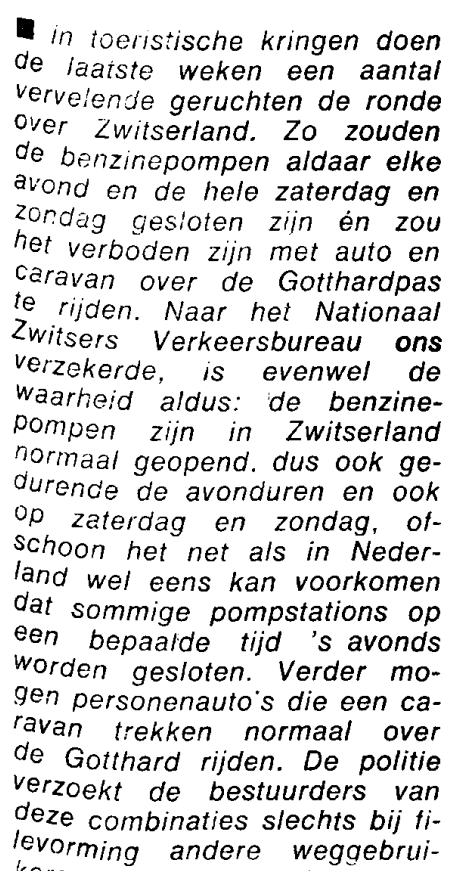 ■ in toeristische kringen doen
de laatste weken een aantal
vervelende geruchten de ronde
over Zwitserland. Zo zouden
de benzinepompen aldaar elke
avond en de hele zaterdag en
zondag gesloten zijn én zou
het verboden zijn met auto en
caravan over de Gotthardpas
te rijden. Naar het Nationaal
Zwitsers Verkeersbureau ons
verzekerde, is evenwel de
waarheid aldus: de benzine-
pompen zijn in Zwitserland
normaal geopend. dus ook ge-
durende de avonduren en ook
op zaterdag en zondag, of-
schoon het net als in Neder-
land wel eens kan voorkomen
dat sommige pompstations op
een bepaalde tijd 's avonds
worden gesloten. Verder mo-
gen personenauto's die een ca-
ravan trekken normaal over
de Gotthard rijden. De politie
verzoekt de bestuurders van
deze combinaties slechts bij fi-
levorming andere weggebrui-